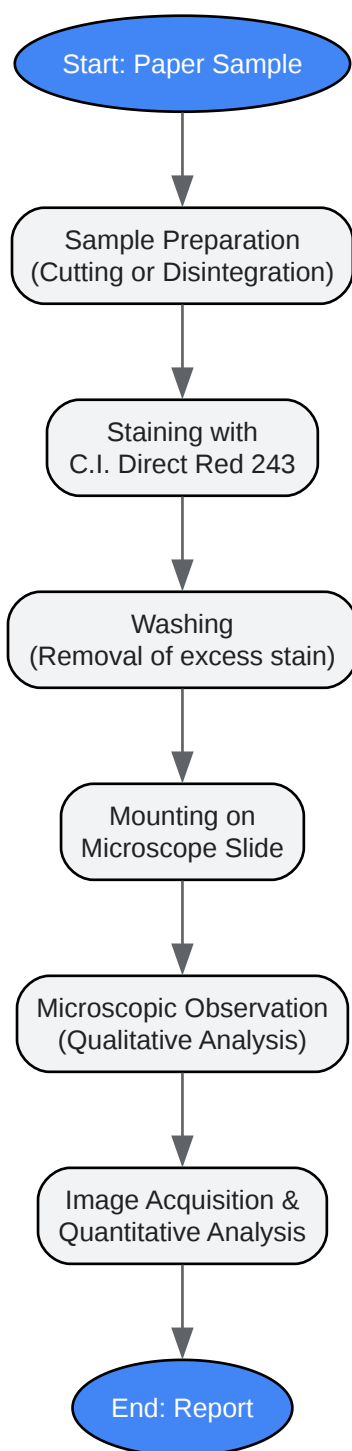 Start: Paper Sample
Sample Preparation
(Cutting or Disintegration)
Staining with
C.I. Direct Red 243
Washing
(Removal of excess stain)
Mounting on
Microscope Slide
Microscopic Observation
(Qualitative Analysis)
Image Acquisition &
Quantitative Analysis
End: Report